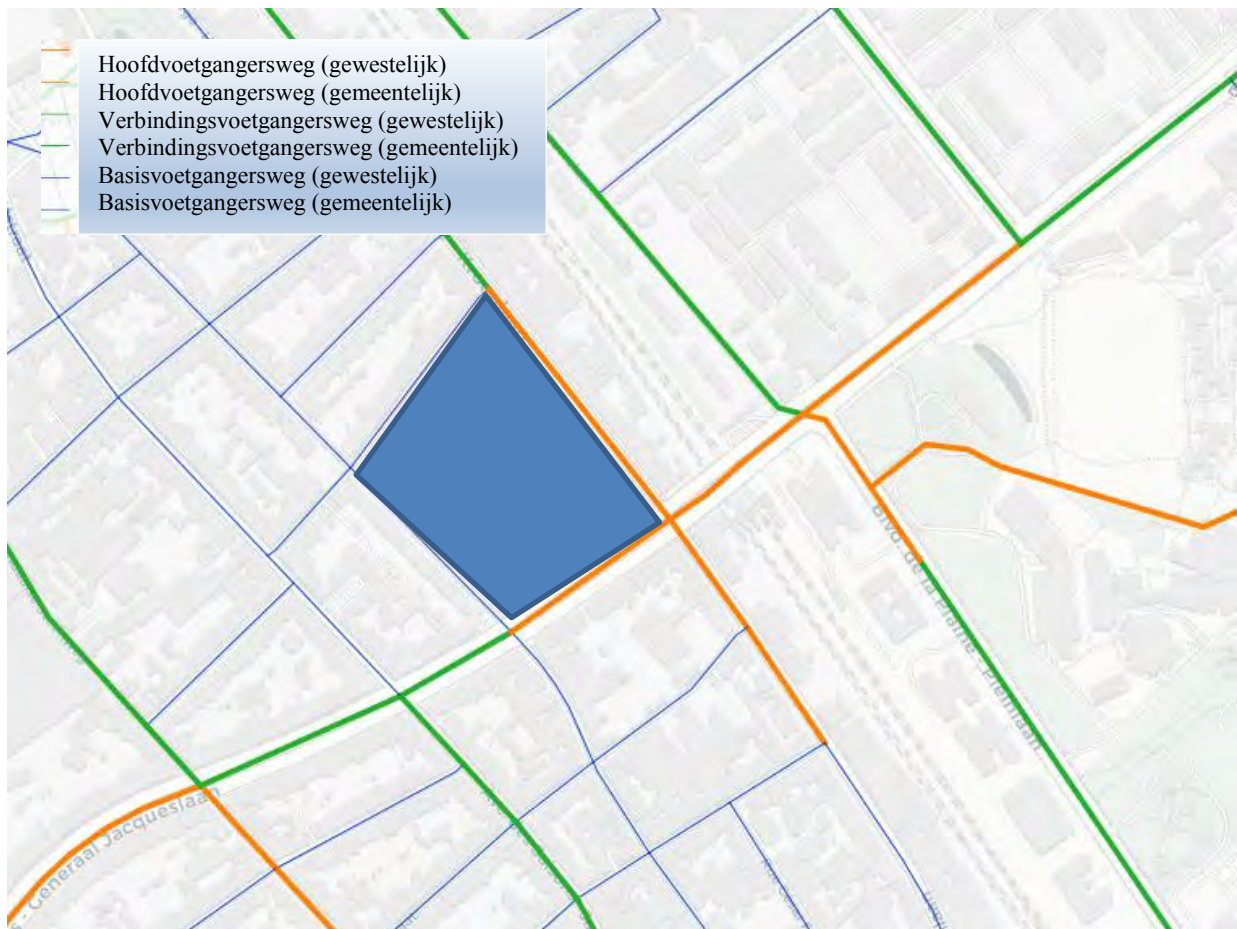 Hoofdvoetgangersweg (gewestelijk)
Hoofdvoetgangersweg (gemeentelijk)
Verbindingsvoetgangersweg (gewestelijk)
Verbindingsvoetgangersweg (gemeentelijk)
Basisvoetgangersweg (gewestelijk)
Basisvoetgangersweg (gemeentelijk)
Blvd. de la Plaine - Pleinlaan
- Generaal Jacqueslaan